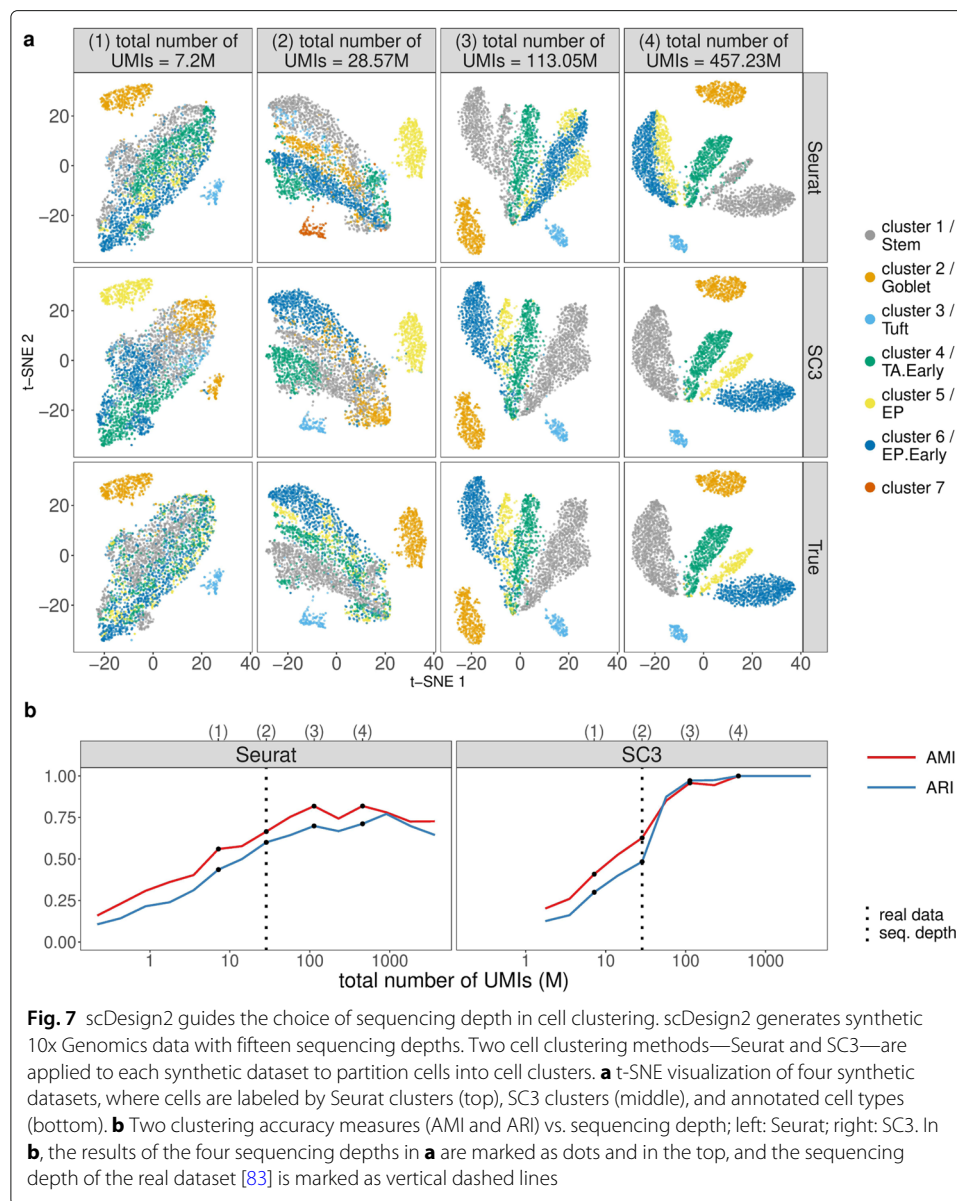 a
(1) total number of
UMIs = 7.2M
(2) total number of
UMIs = 28.57M
(3) total number of
UMIs = 113.05M
(4) total number of
UMIs = 457.23M
20
0
−20
Seurat
20
0
−20
SC3
20
0
−20
True
t−SNE 2
−20 0 20 40
−20 0 20 40
−20 0 20 40
−20 0 20 40
t−SNE 1
cluster 1 /
Stem
cluster 2 /
Goblet
cluster 3 /
Tuft
cluster 4 /
TA.Early
cluster 5 /
EP
cluster 6 /
EP.Early
cluster 7
b
(1) (2) (3) (4)
Seurat
(1) (2) (3) (4)
SC3
1.00
0.75
0.50
0.25
0.00
1 10 100 1000
1 10 100 1000
total number of UMIs (M)
AMI
ARI
real data
seq. depth
Fig. 7 scDesign2 guides the choice of sequencing depth in cell clustering. scDesign2 generates synthetic
10x Genomics data with fifteen sequencing depths. Two cell clustering methods—Seurat and SC3—are
applied to each synthetic dataset to partition cells into cell clusters. a t-SNE visualization of four synthetic
datasets, where cells are labeled by Seurat clusters (top), SC3 clusters (middle), and annotated cell types
(bottom). b Two clustering accuracy measures (AMI and ARI) vs. sequencing depth; left: Seurat; right: SC3. In
b, the results of the four sequencing depths in a are marked as dots and in the top, and the sequencing
depth of the real dataset [83] is marked as vertical dashed lines